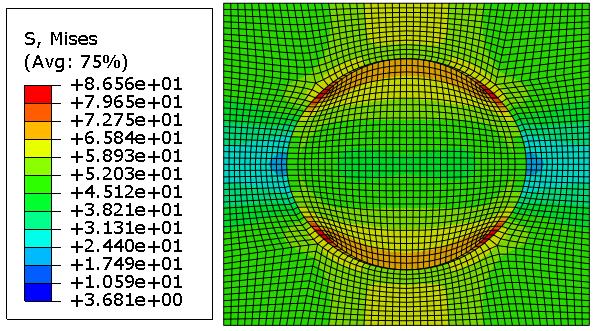 S, Mises
(Avg: 75%)
+8.656e+01
+7.965e+01
+7.275e+01
+6.584e+01
+5.893e+01
+5.203e+01
+4.512e+01
+3.821e+01
+3.131e+01
+2.440e+01
+1.749e+01
+1.059e+01
+3.681e+00